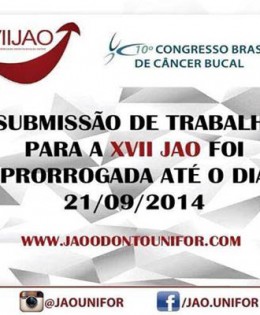 VIIJAO
10º CONGRESSO BRAS
DE CÂNCER BUCAL
SUBMISSÃO DE TRABALH
PARA A XVII JAO FOI
PRORROGADA ATÉ O DIA
21/09/2014
WWW.JAOODONTOUNIFOR.COM
@JAOUNIFOR
/JAO.UNIFOR